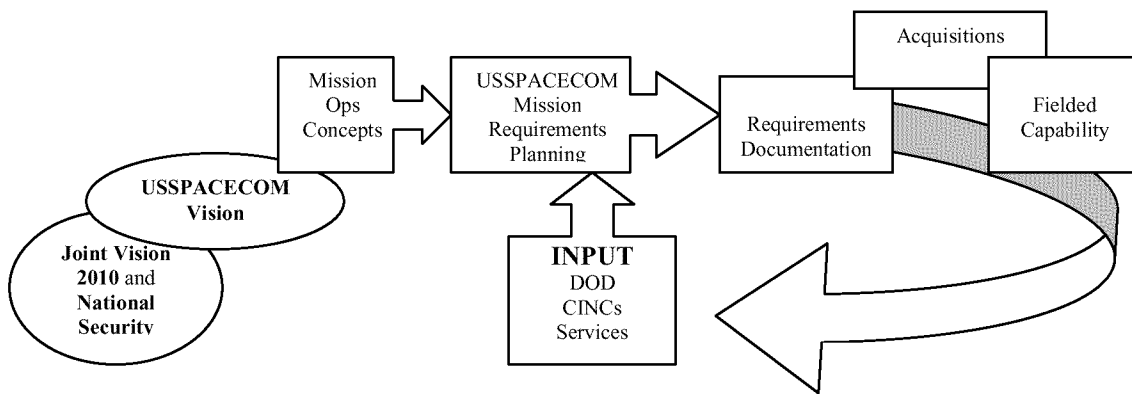 Joint Vision
2010 and
National
Security
USSPACECOM
Vision
Mission
Ops
Concepts
USSPACECOM
Mission
Requirements
Planning
INPUT
DOD
CINCs
Services
Requirements
Documentation
Acquisitions
Fielded
Capability